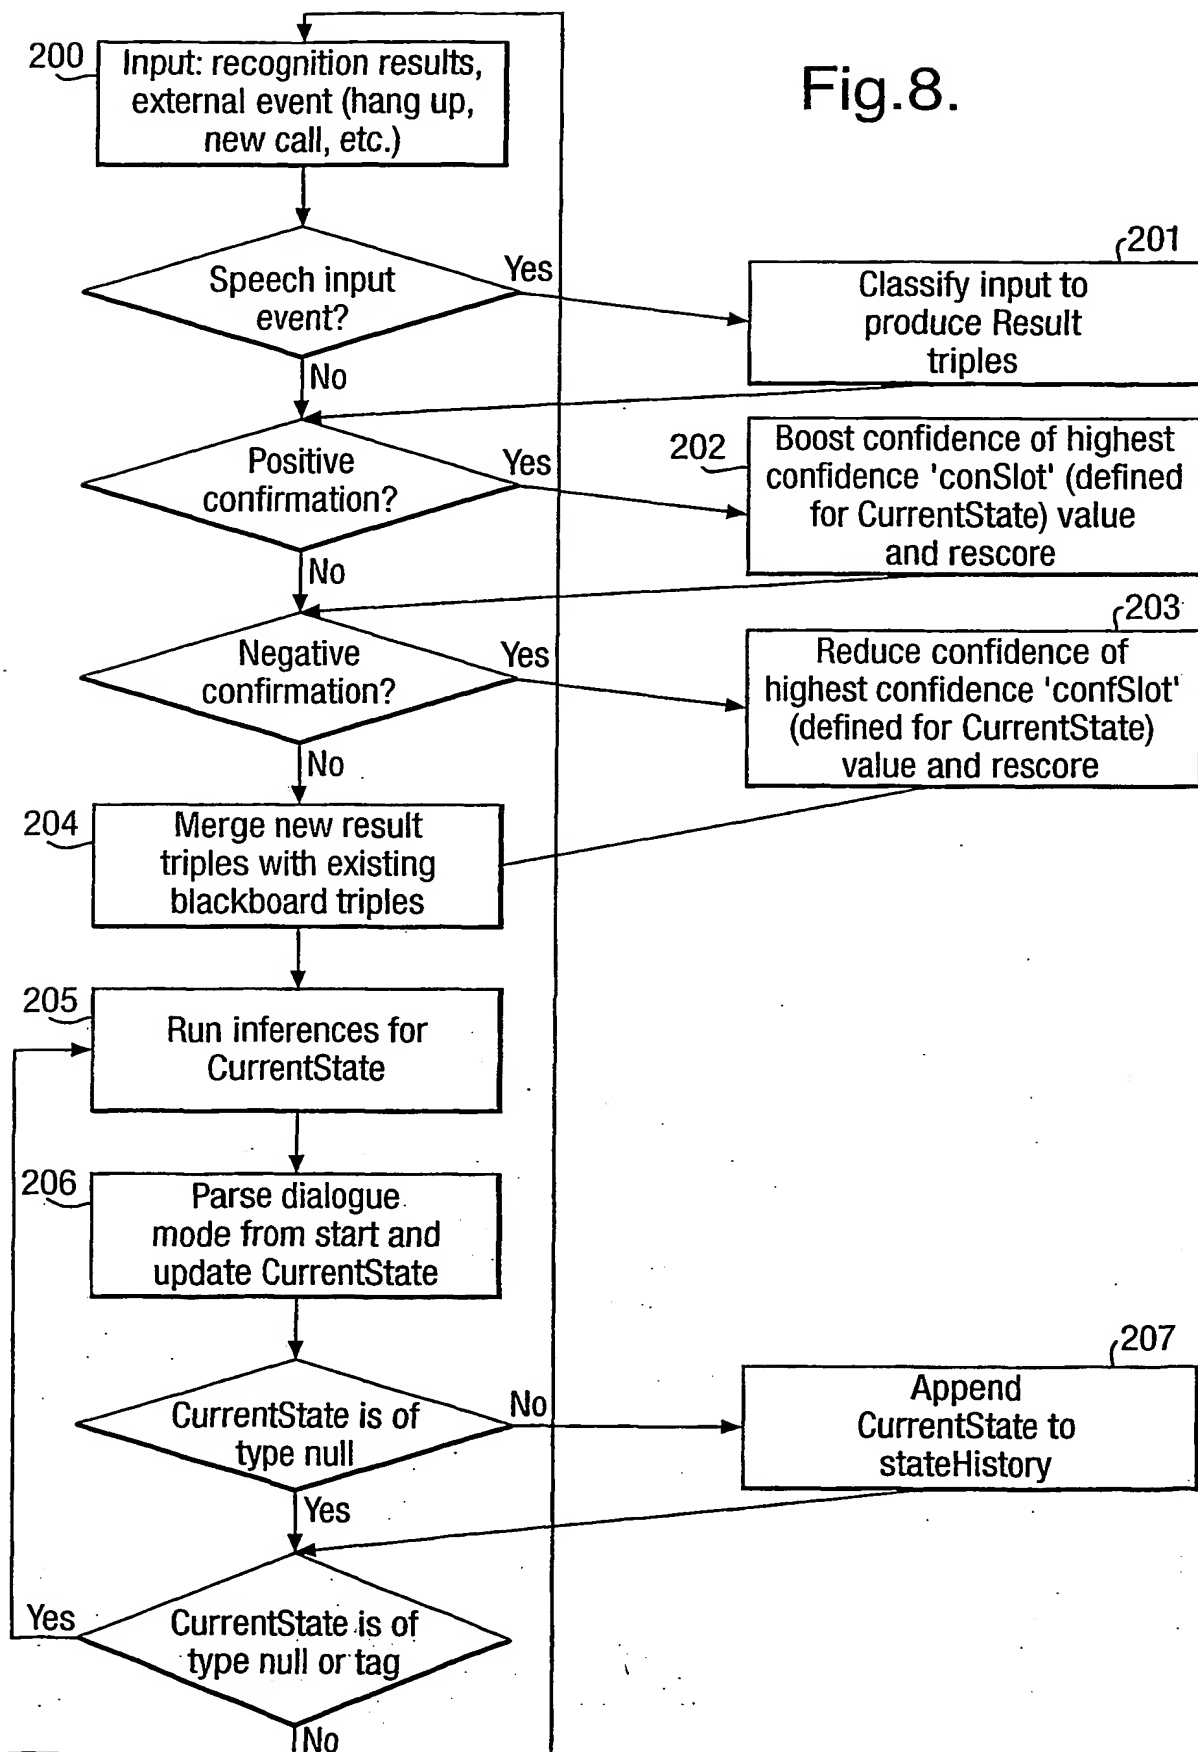 Fig.8.
200
Input: recognition results,
external event (hang up,
new call, etc.)
Speech input
event?
Yes
No
201
Classify input to
produce Result
triples
Positive
confirmation?
Yes
No
202
Boost confidence of highest
confidence 'conSlot' (defined
for CurrentState) value
and rescore
Negative
confirmation?
Yes
No
203
Reduce confidence of
highest confidence 'confSlot'
(defined for CurrentState)
value and rescore
204
Merge new result
triples with existing
blackboard triples
205
Run inferences for
CurrentState
206
Parse dialogue
mode from start and
update CurrentState
CurrentState is of
type null
No
Yes
207
Append
CurrentState to
stateHistory
CurrentState is of
type null or tag
Yes
No